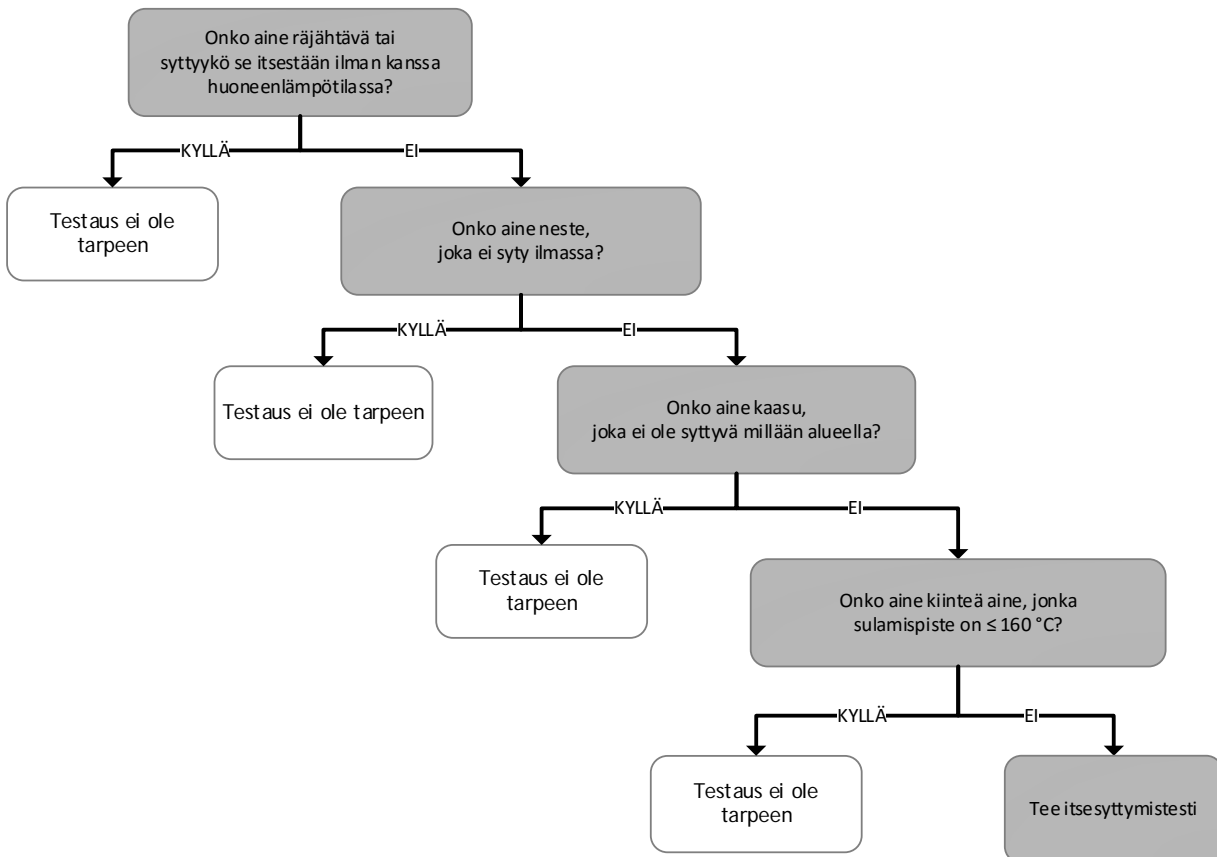 Onko aine räjähtävä tai
syttyykö se itsestään ilman kanssa
huoneenlämpötilassa?
KYLLÄ
EI
Testaus ei ole
tarpeen
Onko aine neste,
joka ei syty ilmassa?
KYLLÄ
EI
Testaus ei ole tarpeen
Onko aine kaasu,
joka ei ole syttyvä millään alueella?
KYLLÄ
EI
Testaus ei ole
tarpeen
Onko aine kiinteä aine, jonka
sulamispiste on ≤ 160 °C?
KYLLÄ
EI
Testaus ei ole
tarpeen
Tee itsesyttymistesti